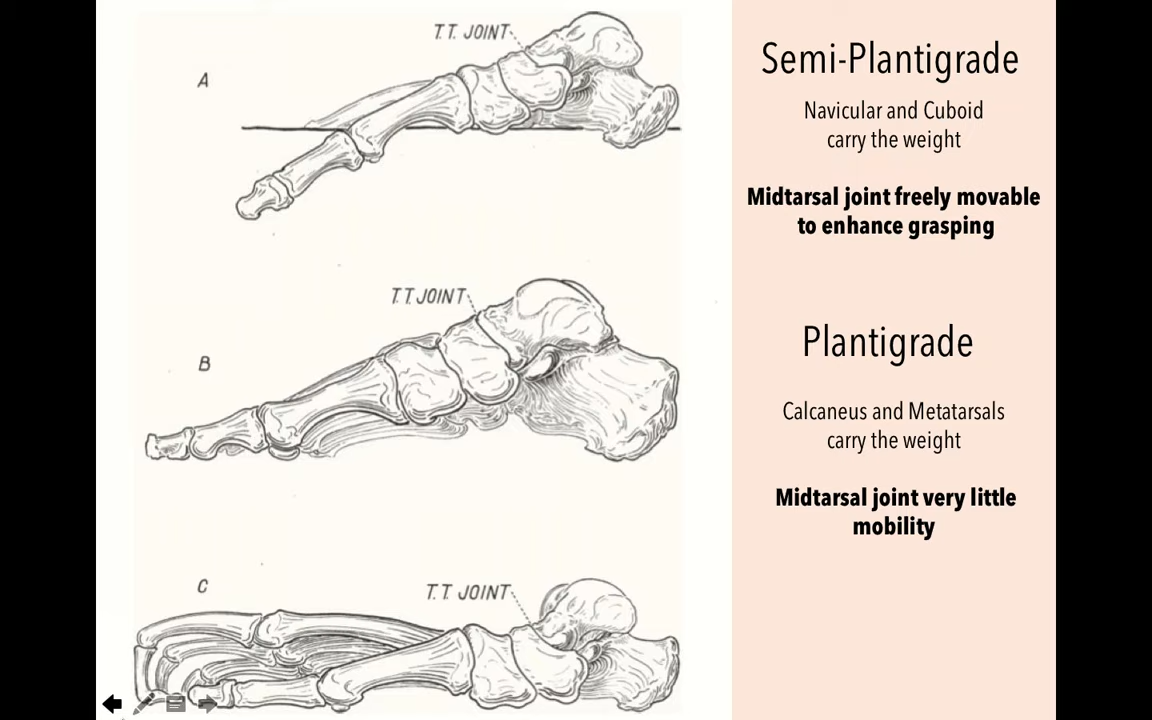 T.T. JOINT
A
T.T. JOINT
B
T.T. JOINT
C
Semi-Plantigrade
Navicular and Cuboid
carry the weight
Midtarsal joint freely movable
to enhance grasping
Plantigrade
Calcaneus and Metatarsals
carry the weight
Midtarsal joint very little
mobility